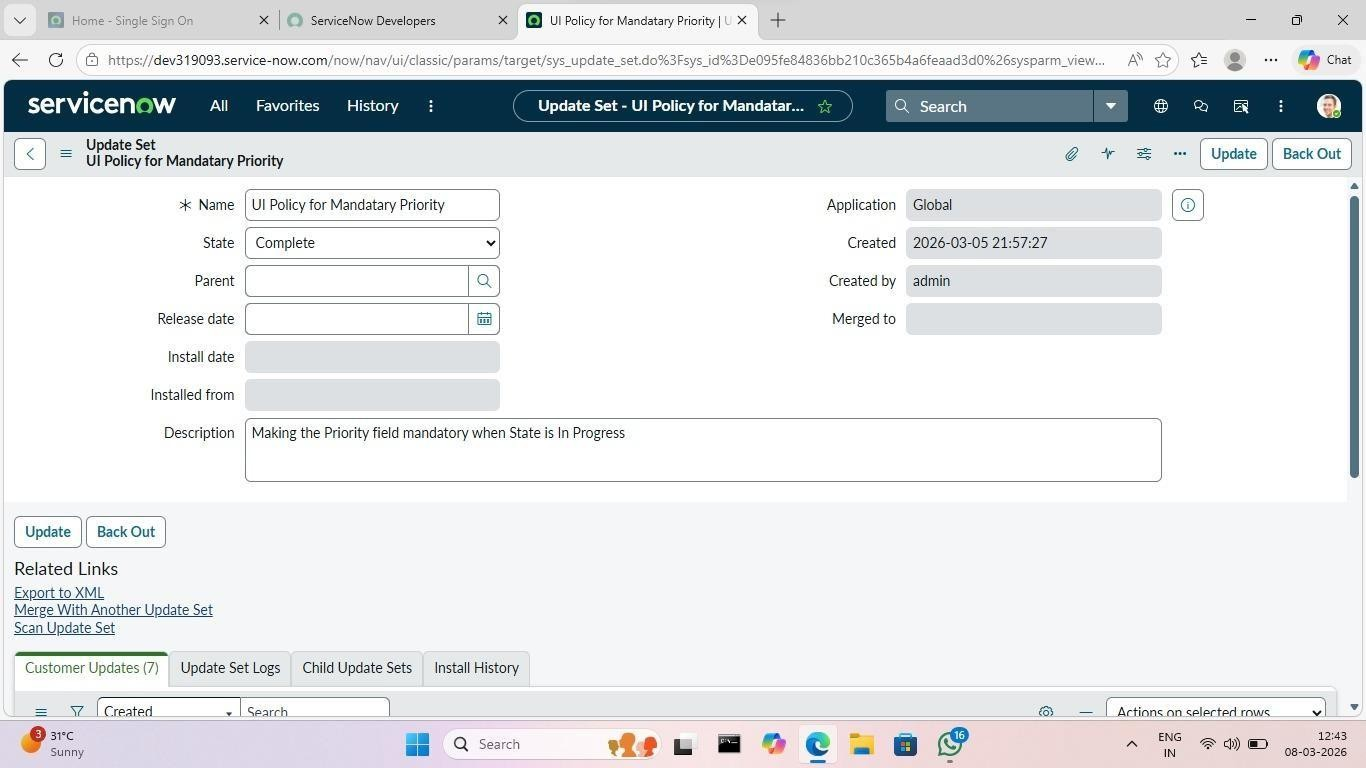 Home - Single Sign On
ServiceNow Developers
UI Policy for Mandatary Priority | U
https://dev319093.service-now.com/now/nav/ui/classic/params/target/sys_update_set.do%3Fsys_id%3De095fe84836bb210c365b4a6feaad3d0%26sysparm_view...
Chat
servicenow
All
Favorites
History
Update Set - UI Policy for Mandatar...
Search
Update Set
UI Policy for Mandatary Priority
Update
Back Out
Name
UI Policy for Mandatary Priority
Application
Global
State
Complete
Created
2026-03-05 21:57:27
Parent
Created by
admin
Release date
Merged to
Install date
Installed from
Description
Making the Priority field mandatory when State is In Progress
Update
Back Out
Related Links
Export to XML
Merge With Another Update Set
Scan Update Set
Customer Updates (7)
Update Set Logs
Child Update Sets
Install History
Created
Search
Actions on selected rows
3
31°C
Sunny
Search
16
ENG
IN
12:43
08-03-2026